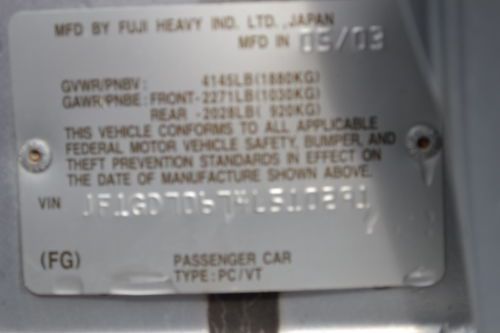 MFD BY FUJI HEAVY IND. LTD., JAPAN
MFD IN 05/03
GVWR/PNBV: 4145LB(1880KG)
GAWR/PNBE: FRONT-2271LB(1030KG)
REAR -2028LB( 920KG)
THIS VEHICLE CONFORMS TO ALL APPLICABLE
FEDERAL MOTOR VEHICLE SAFETY, BUMPER, AND
THEFT PREVENTION STANDARDS IN EFFECT ON
THE DATE OF MANUFACTURE SHOWN ABOVE.
VIN
(FG) PASSENGER CAR
TYPE: PC/VT